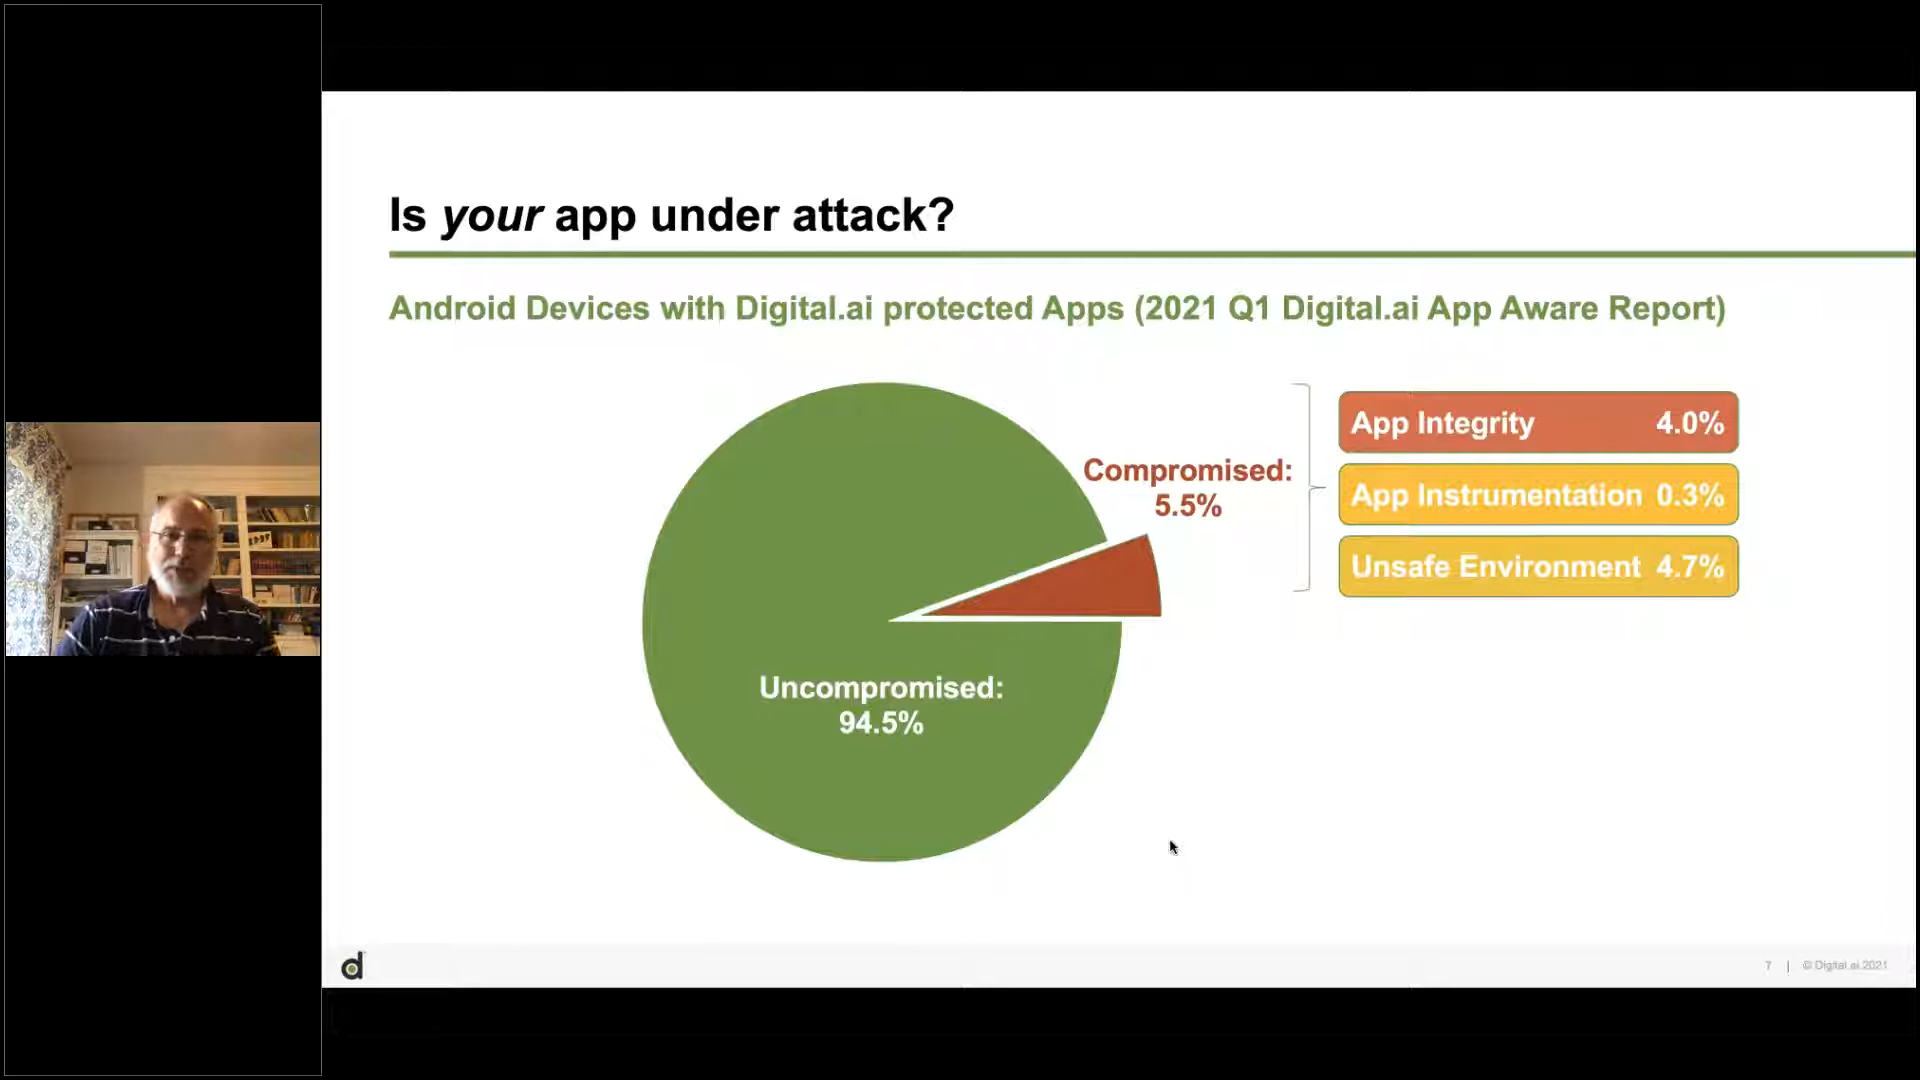 Is your app under attack?
Android Devices with Digital.ai protected Apps (2021 Q1 Digital.ai App Aware Report)
Compromised:
5.5%
App Integrity 4.0%
App Instrumentation 0.3%
Unsafe Environment 4.7%
Uncompromised:
94.5%
d
7 | © Digital.ai 2021